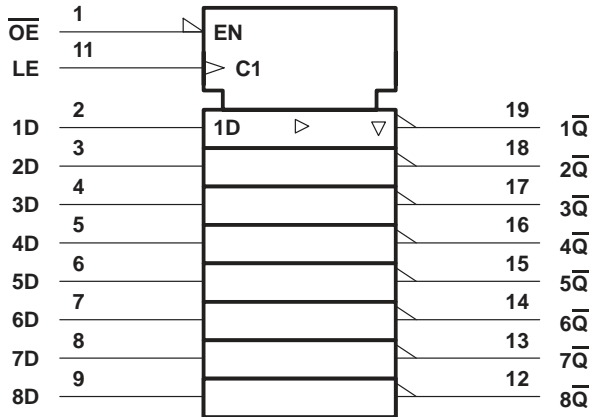 O̅E̅ 1 EN
LE 11 C1
1D 2 1D 19 1Q̅
2D 3 18 2Q̅
3D 4 17 3Q̅
4D 5 16 4Q̅
5D 6 15 5Q̅
6D 7 14 6Q̅
7D 8 13 7Q̅
8D 9 12 8Q̅